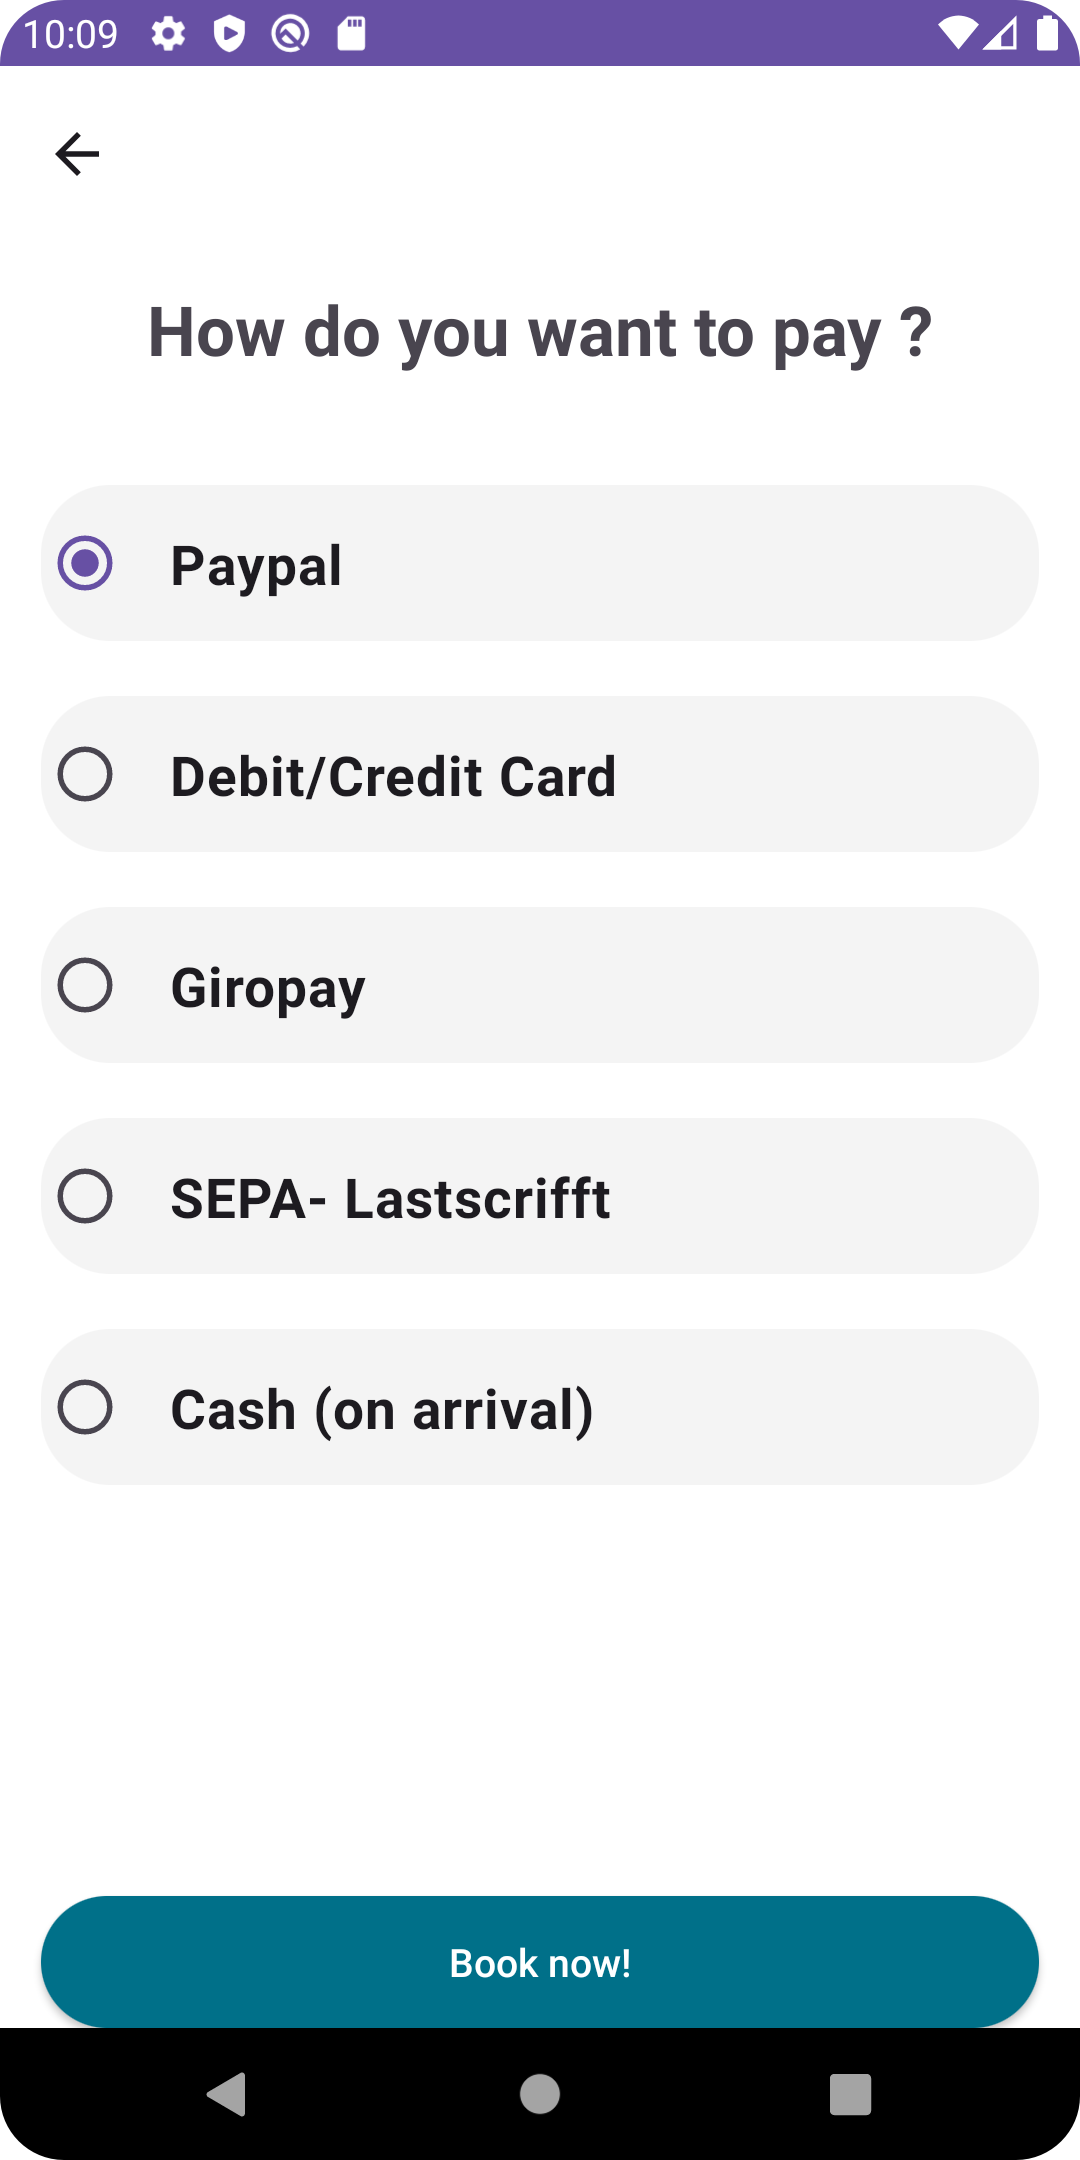 10:09
How do you want to pay ?
Paypal
Debit/Credit Card
Giropay
SEPA- Lastscrifft
Cash (on arrival)
Book now!